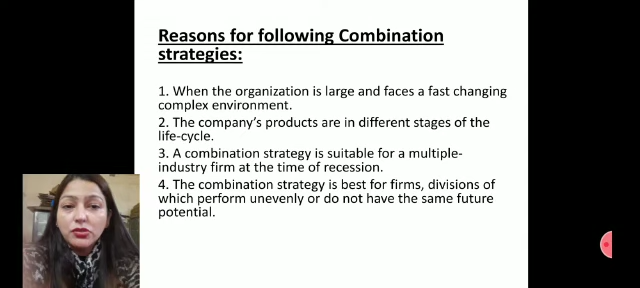 Reasons for following Combination
strategies:
1. When the organization is large and faces a fast changing
complex environment.
2. The company's products are in different stages of the
life-cycle.
3. A combination strategy is suitable for a multiple-
industry firm at the time of recession.
4. The combination strategy is best for firms, divisions of
which perform unevenly or do not have the same future
potential.